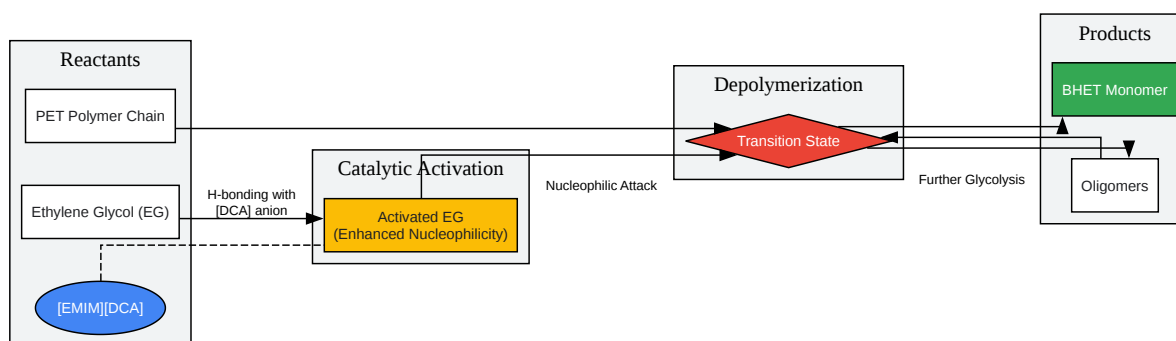 Reactants
PET Polymer Chain
Ethylene Glycol (EG)
[EMIM][DCA]
H-bonding with
[DCA] anion
Catalytic Activation
Activated EG
(Enhanced Nucleophilicity)
Nucleophilic Attack
Depolymerization
Transition State
Further Glycolysis
Products
BHET Monomer
Oligomers